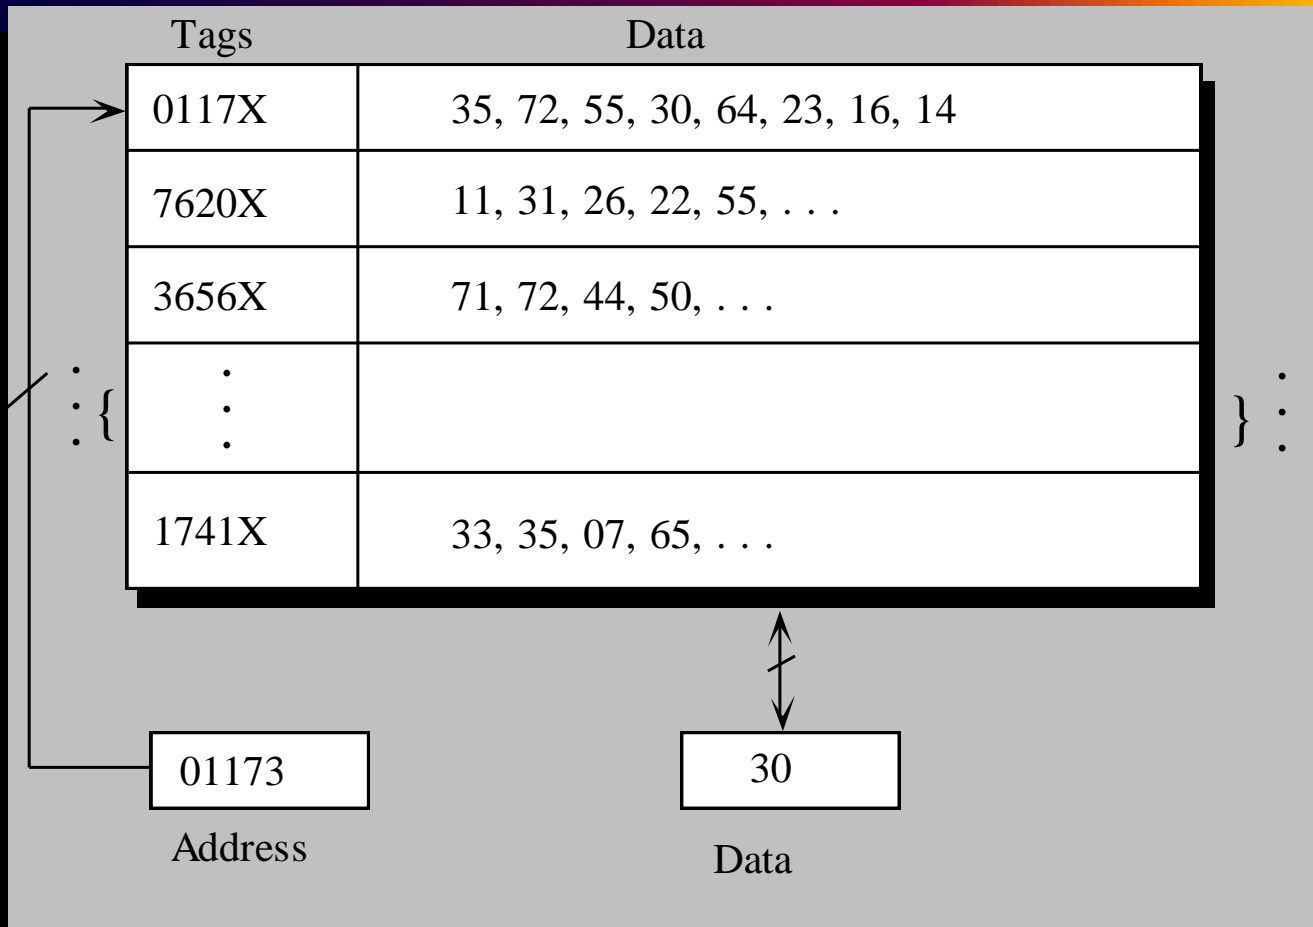 Tags Data
0117X 35, 72, 55, 30, 64, 23, 16, 14
7620X 11, 31, 26, 22, 55, . . .
3656X 71, 72, 44, 50, . . .
1741X 33, 35, 07, 65, . . .
01173 30
Address
Data